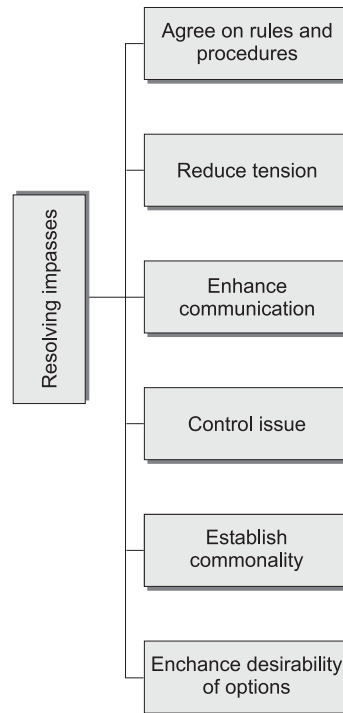 Resolving impasses
Agree on rules and
procedures
Reduce tension
Enhance
communication
Control issue
Establish
commonality
Enchance desirability
of options